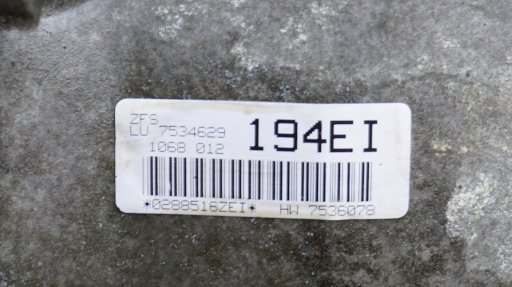 ZFS
LU 7534629 194EI
1068 012
*0288516ZEI* HW 7536078